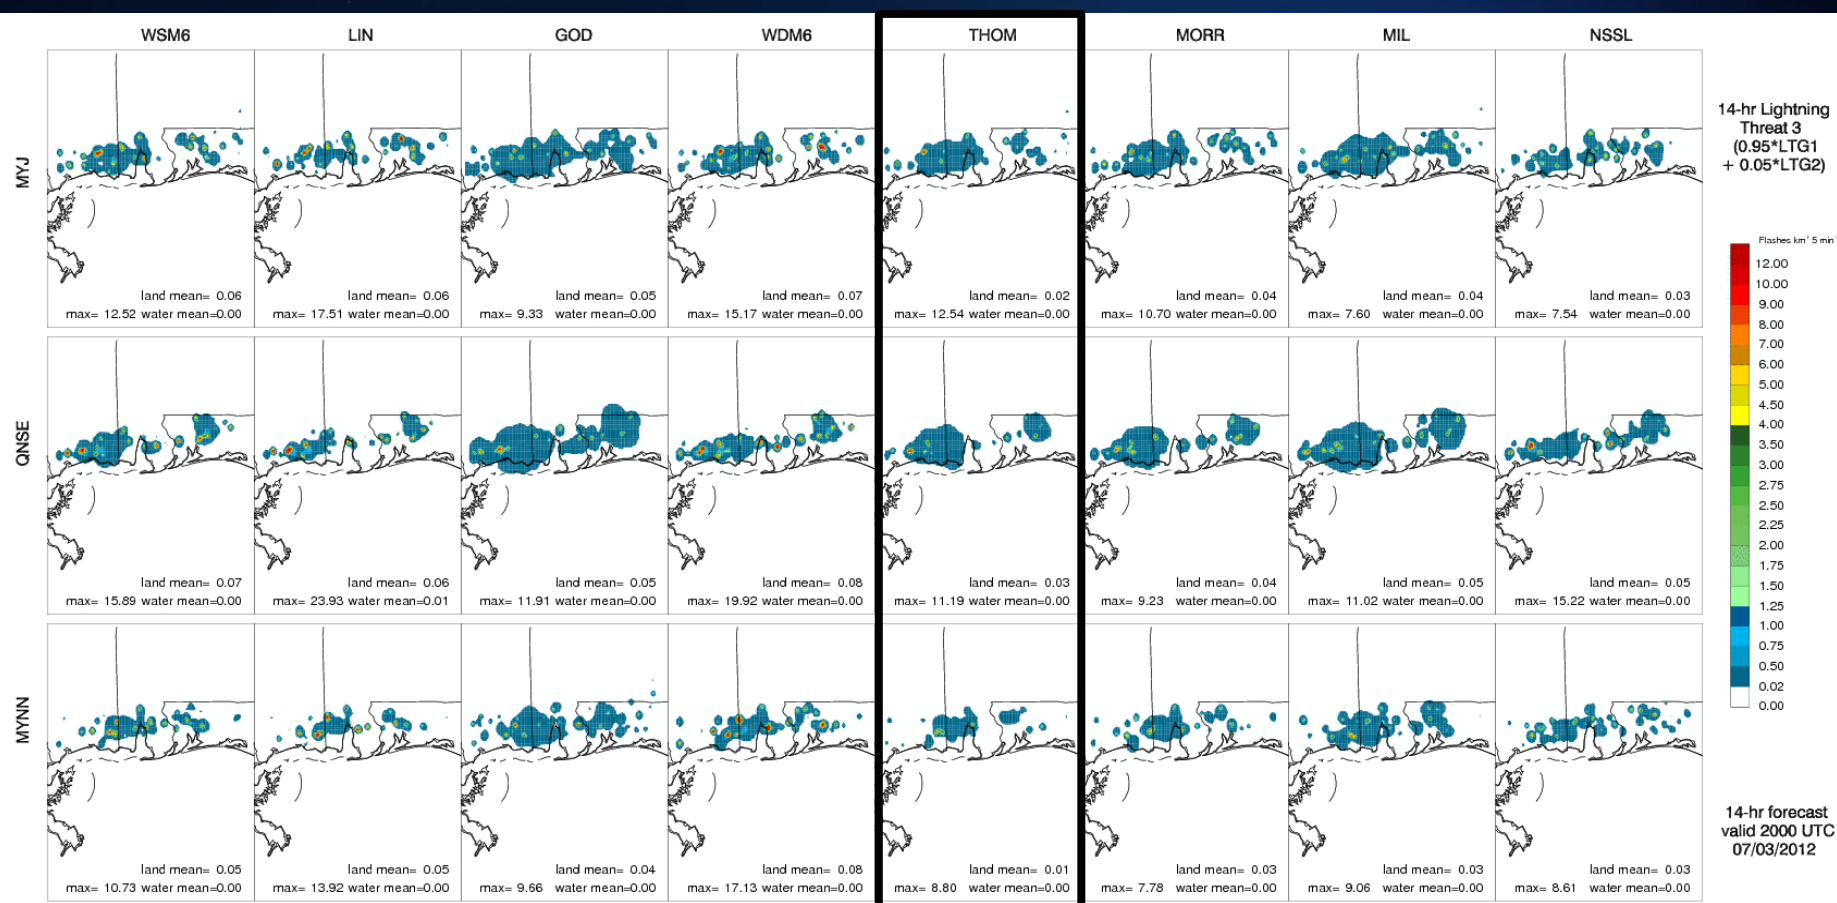 WSM6 LIN GOD WDM6 THOM MORR MIL NSSL
MYJ
14-hr Lightning
Threat 3
(0.95*LTG1
+ 0.05*LTG2)
land mean= 0.06 land mean= 0.06 land mean= 0.05 land mean= 0.07 land mean= 0.02 land mean= 0.04 land mean= 0.04 land mean= 0.03
max= 12.52 water mean=0.00 max= 17.51 water mean=0.00 max= 9.33 water mean=0.00 max= 15.17 water mean=0.00 max= 12.54 water mean=0.00 max= 10.70 water mean=0.00 max= 7.60 water mean=0.00 max= 7.54 water mean=0.00
QNSE
land mean= 0.07 land mean= 0.06 land mean= 0.05 land mean= 0.08 land mean= 0.03 land mean= 0.04 land mean= 0.05 land mean= 0.05
max= 15.89 water mean=0.00 max= 23.93 water mean=0.01 max= 11.91 water mean=0.00 max= 19.92 water mean=0.00 max= 11.19 water mean=0.00 max= 9.23 water mean=0.00 max= 11.02 water mean=0.00 max= 15.22 water mean=0.00
MYNN
land mean= 0.05 land mean= 0.05 land mean= 0.04 land mean= 0.08 land mean= 0.01 land mean= 0.03 land mean= 0.03 land mean= 0.03
max= 10.73 water mean=0.00 max= 13.92 water mean=0.00 max= 9.66 water mean=0.00 max= 17.13 water mean=0.00 max= 8.80 water mean=0.00 max= 7.78 water mean=0.00 max= 9.06 water mean=0.00 max= 8.61 water mean=0.00
Flashes km 5 min
12.00
10.00
9.00
8.00
7.00
6.00
5.00
4.50
4.00
3.50
3.00
2.75
2.50
2.25
2.00
1.75
1.50
1.25
1.00
0.75
0.50
0.02
0.00
14-hr forecast
valid 2000 UTC
07/03/2012